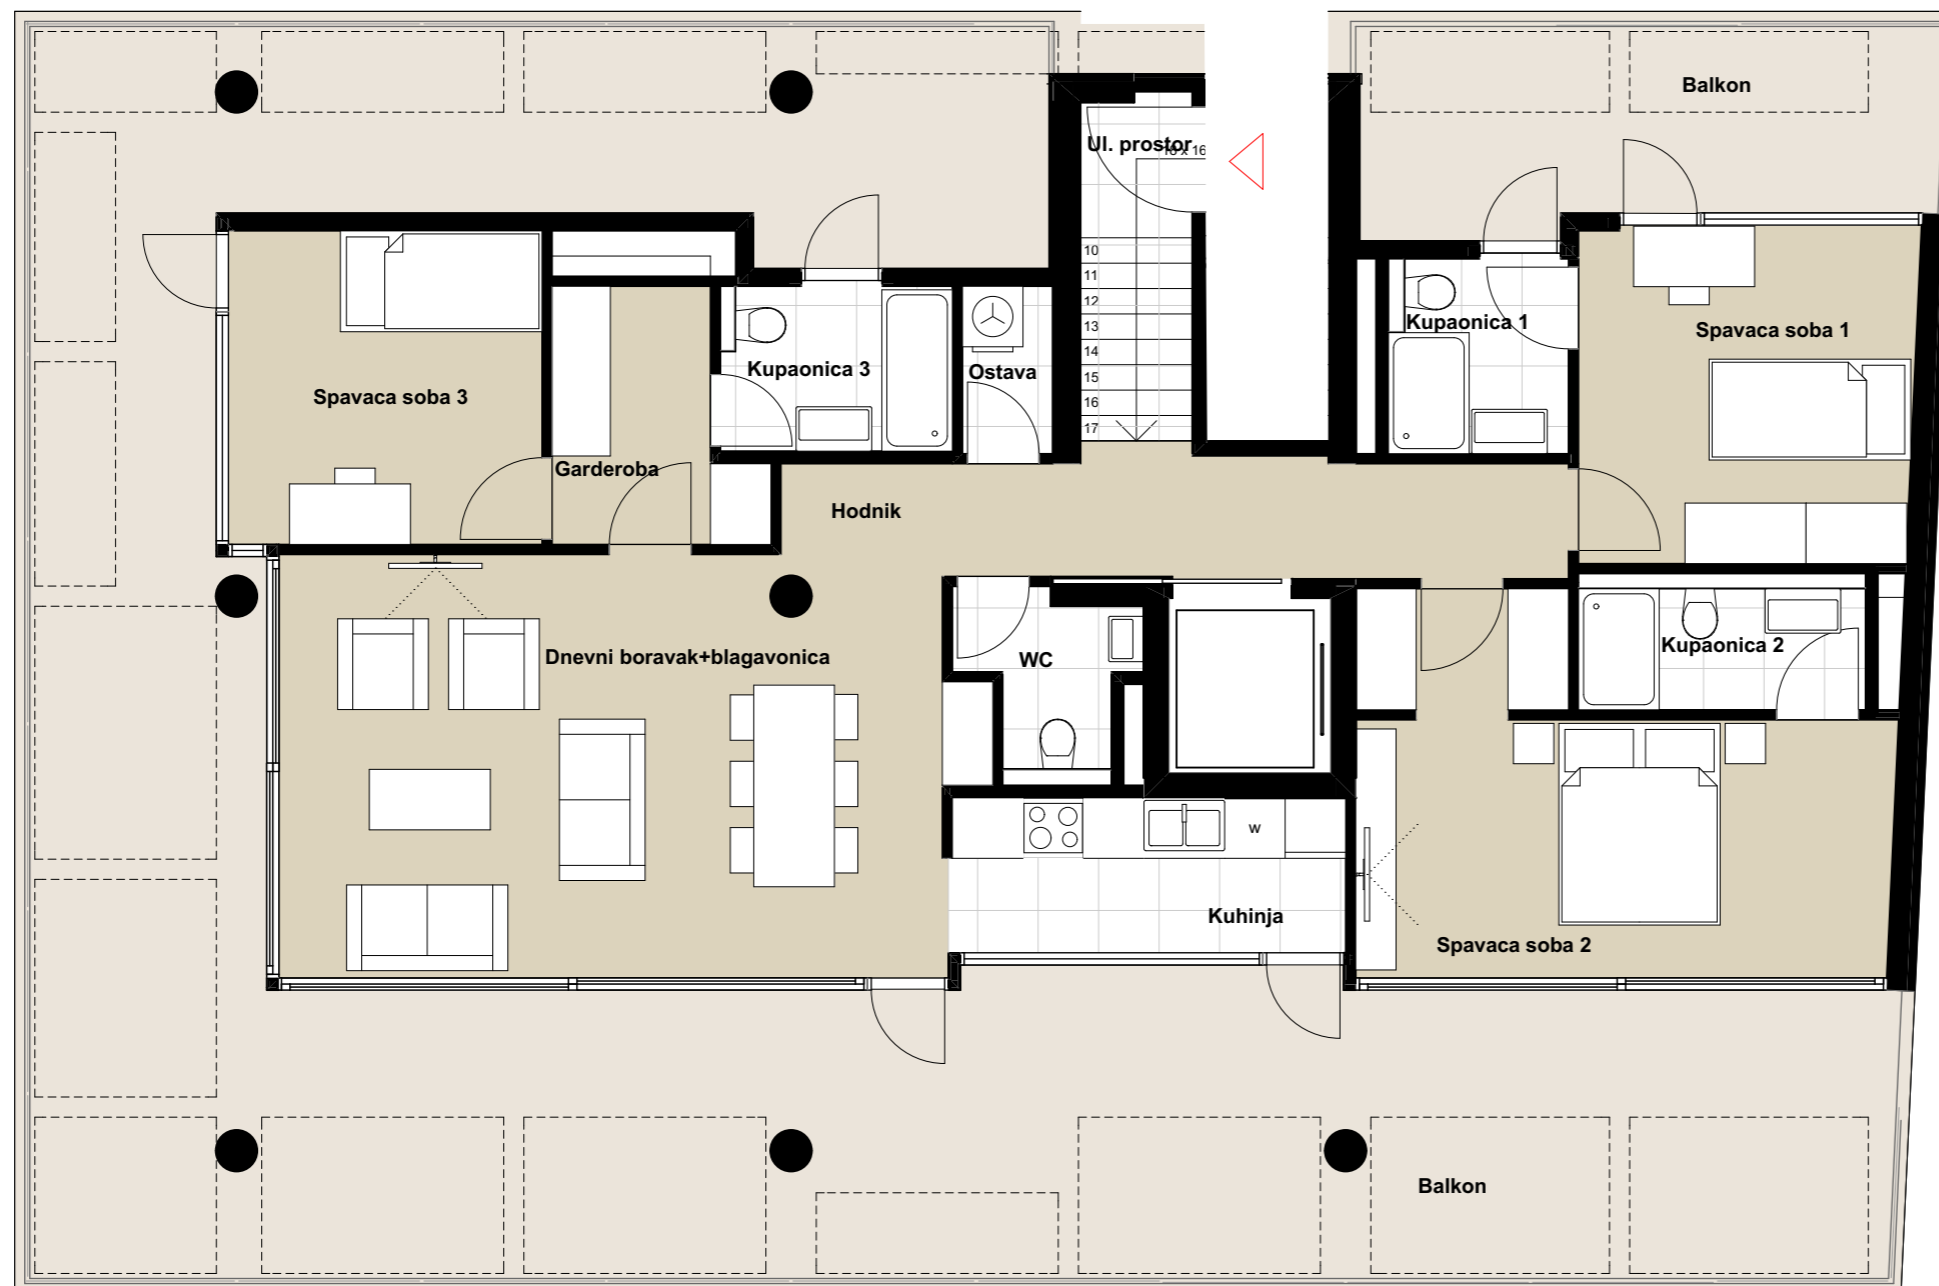 Balkon
Ul. prostor
10
11
12
13
14
15
16
17
Kupaonica 1
Spavaca soba 1
Kupaonica 3
Ostava
Spavaca soba 3
Garderoba
Hodnik
Dnevni boravak+blagavonica
WC
Kupaonica 2
W
Kuhinja
Spavaca soba 2
Balkon